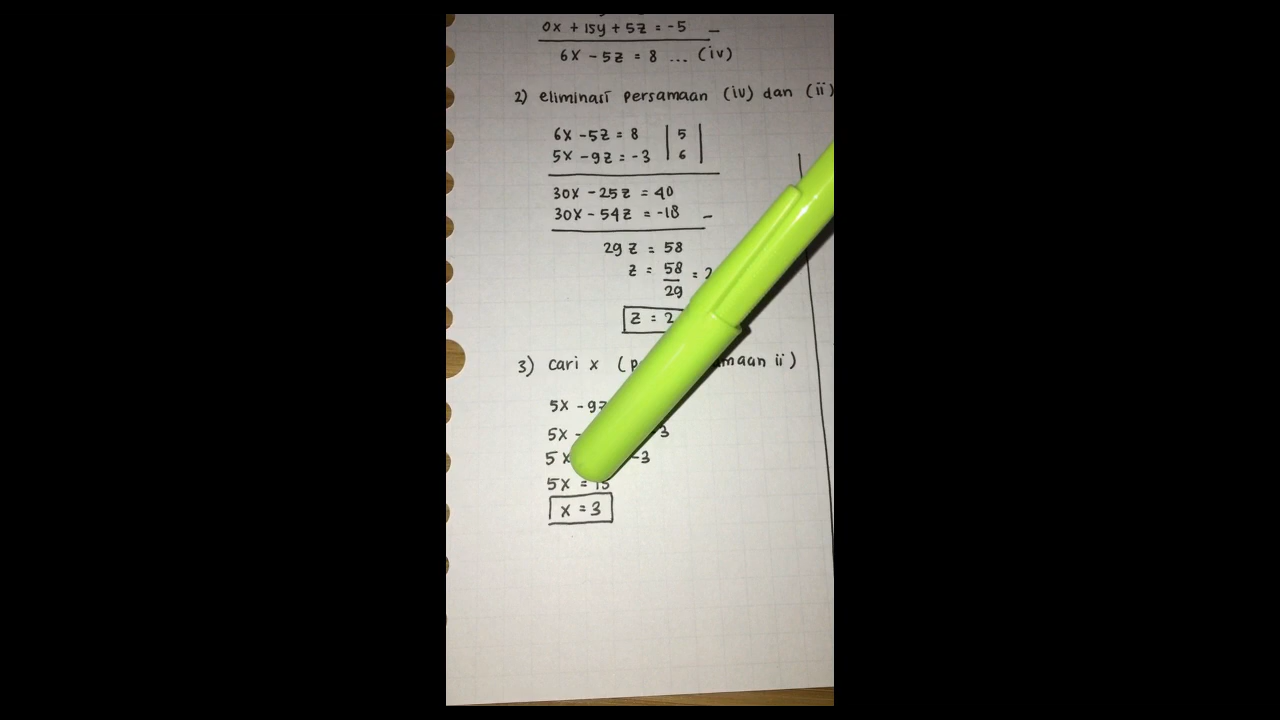 0x + 15y + 5z = -5 –
6x - 5z = 8 ... (iv)
2) eliminasi persamaan (iv) dan (ii)
6x - 5z = 8 | 5 |
5x - 9z = -3 | 6 |
30x - 25z = 40
30x - 54z = -18 –
29z = 58
z = 58/29 = 2
z = 2
3) cari x ( ii)
5x - 9z
5x - 3
5x -3
5x = 15
x = 3